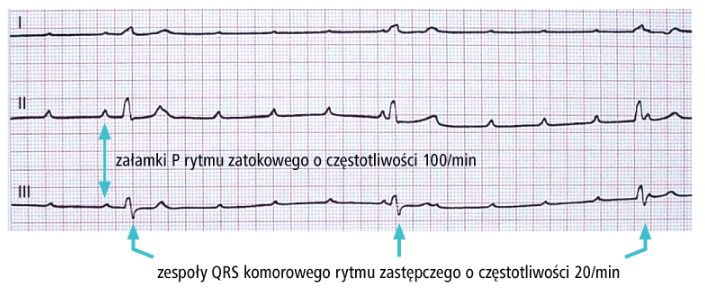 I
II
załamki P rytmu zatokowego o częstotliwości 100/min
III
zespoły QRS komorowego rytmu zastępczego o częstotliwości 20/min